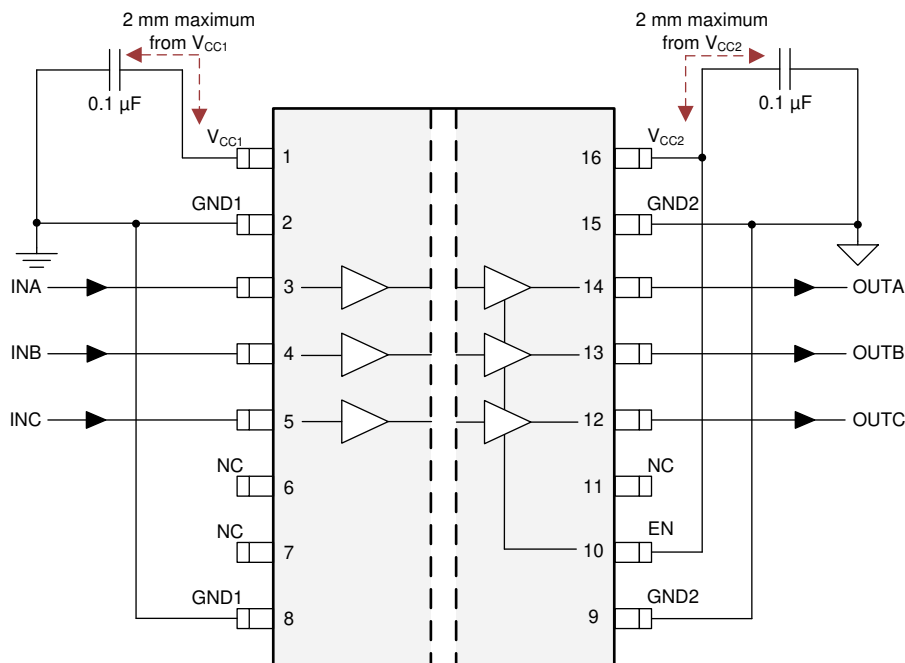 2 mm maximum
from VCC1
0.1 µF
2 mm maximum
from VCC2
0.1 µF
VCC1
1
16
VCC2
GND1
2
15
GND2
INA
3
14
OUTA
INB
4
13
OUTB
INC
5
12
OUTC
NC
6
11
NC
NC
7
10
EN
GND1
8
9
GND2